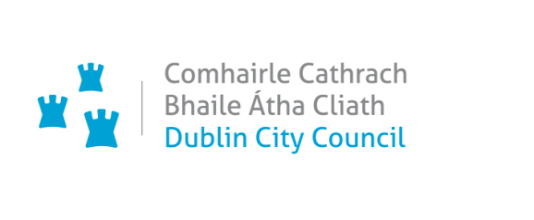 Comhairle Cathrach
Bhaile Átha Cliath
Dublin City Council